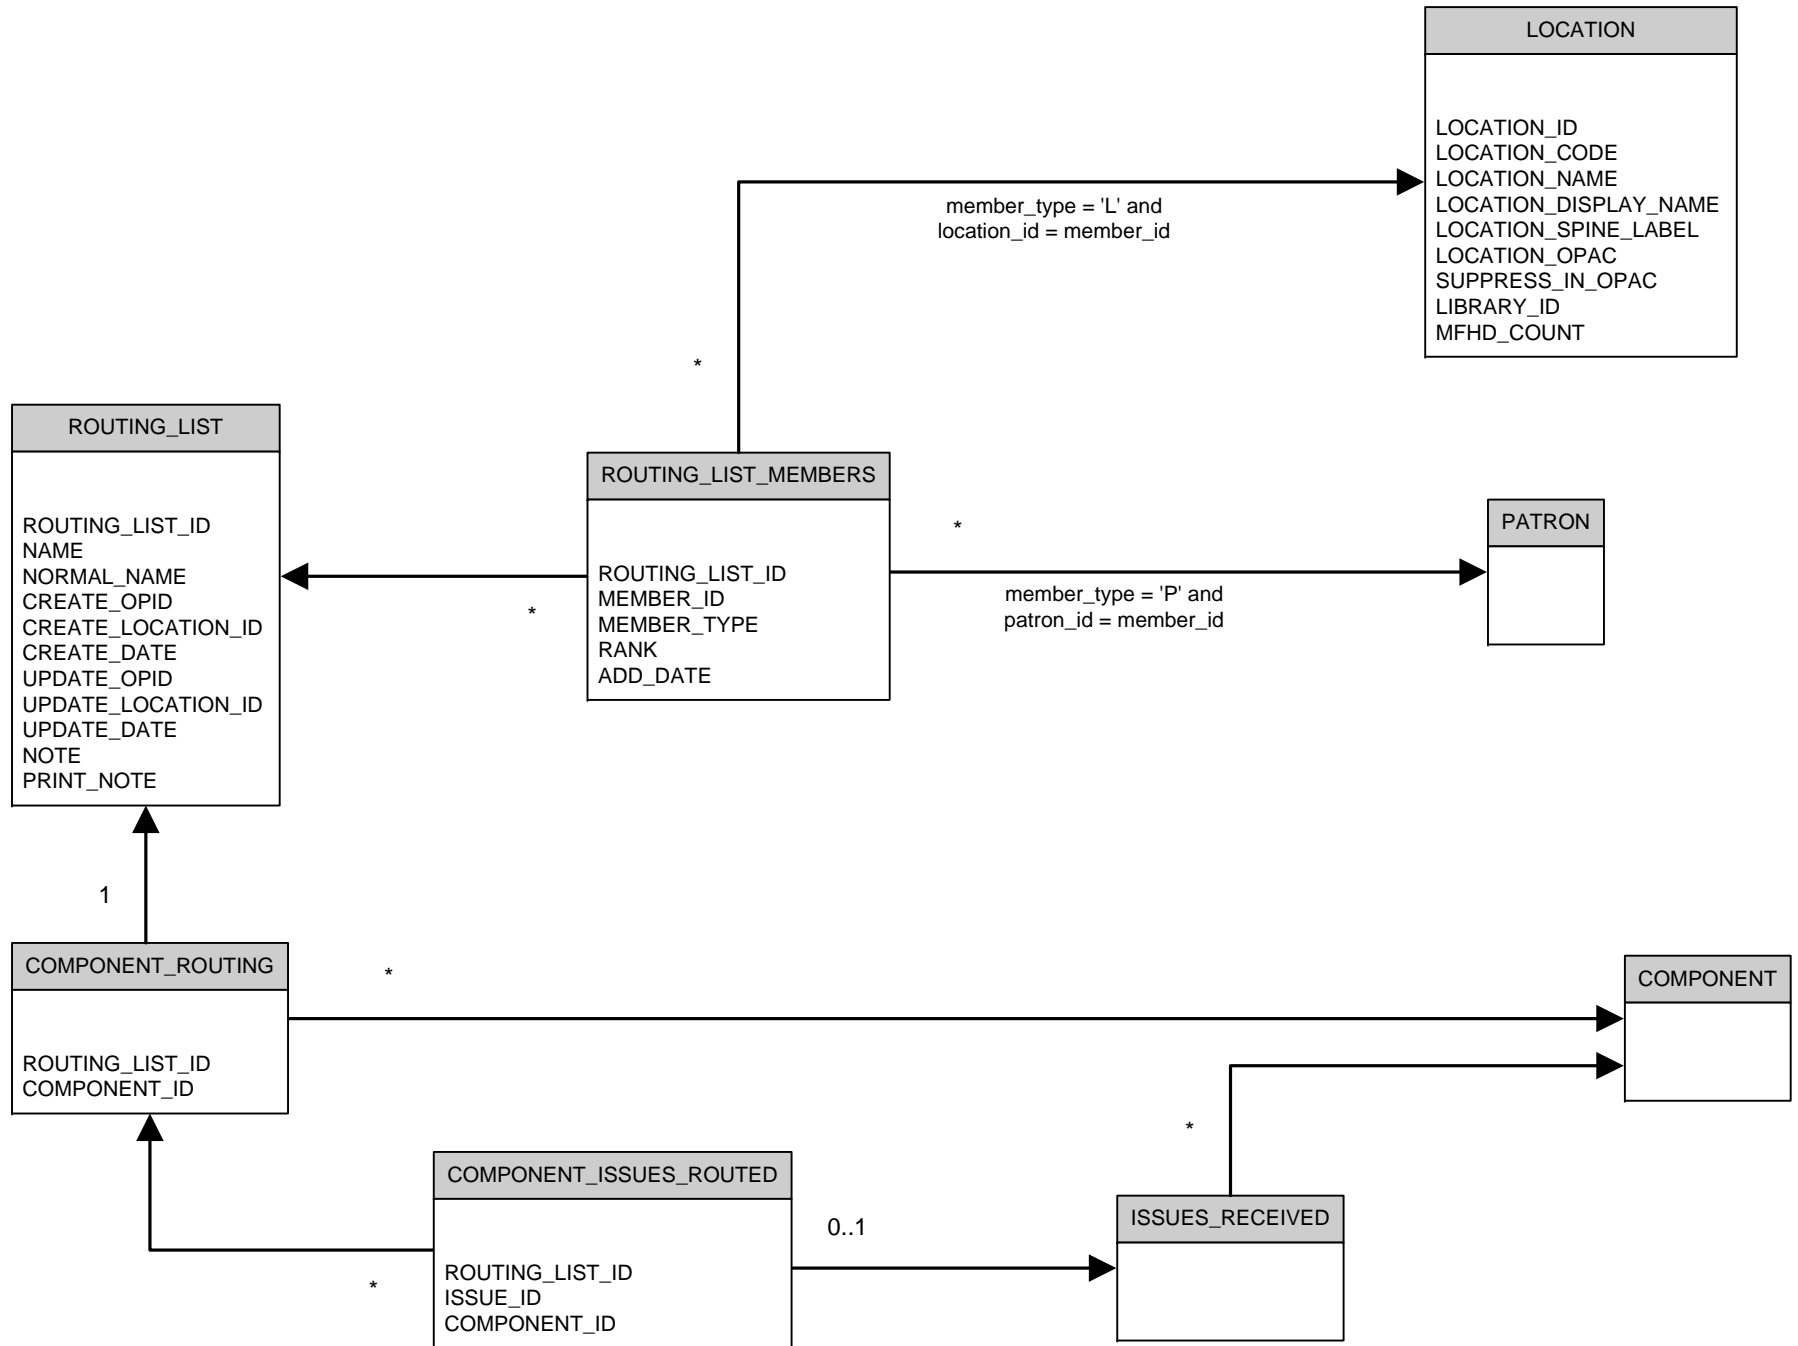 LOCATION
LOCATION_ID
LOCATION_CODE
LOCATION_NAME
LOCATION_DISPLAY_NAME
LOCATION_SPINE_LABEL
LOCATION_OPAC
SUPPRESS_IN_OPAC
LIBRARY_ID
MFHD_COUNT
member_type = 'L' and
location_id = member_id
*
ROUTING_LIST
ROUTING_LIST_ID
NAME
NORMAL_NAME
CREATE_OPID
CREATE_LOCATION_ID
CREATE_DATE
UPDATE_OPID
UPDATE_LOCATION_ID
UPDATE_DATE
NOTE
PRINT_NOTE
*
ROUTING_LIST_MEMBERS
ROUTING_LIST_ID
MEMBER_ID
MEMBER_TYPE
RANK
ADD_DATE
*
member_type = 'P' and
patron_id = member_id
PATRON
1
COMPONENT_ROUTING
ROUTING_LIST_ID
COMPONENT_ID
*
COMPONENT
*
COMPONENT_ISSUES_ROUTED
ROUTING_LIST_ID
ISSUE_ID
COMPONENT_ID
*
0..1
ISSUES_RECEIVED